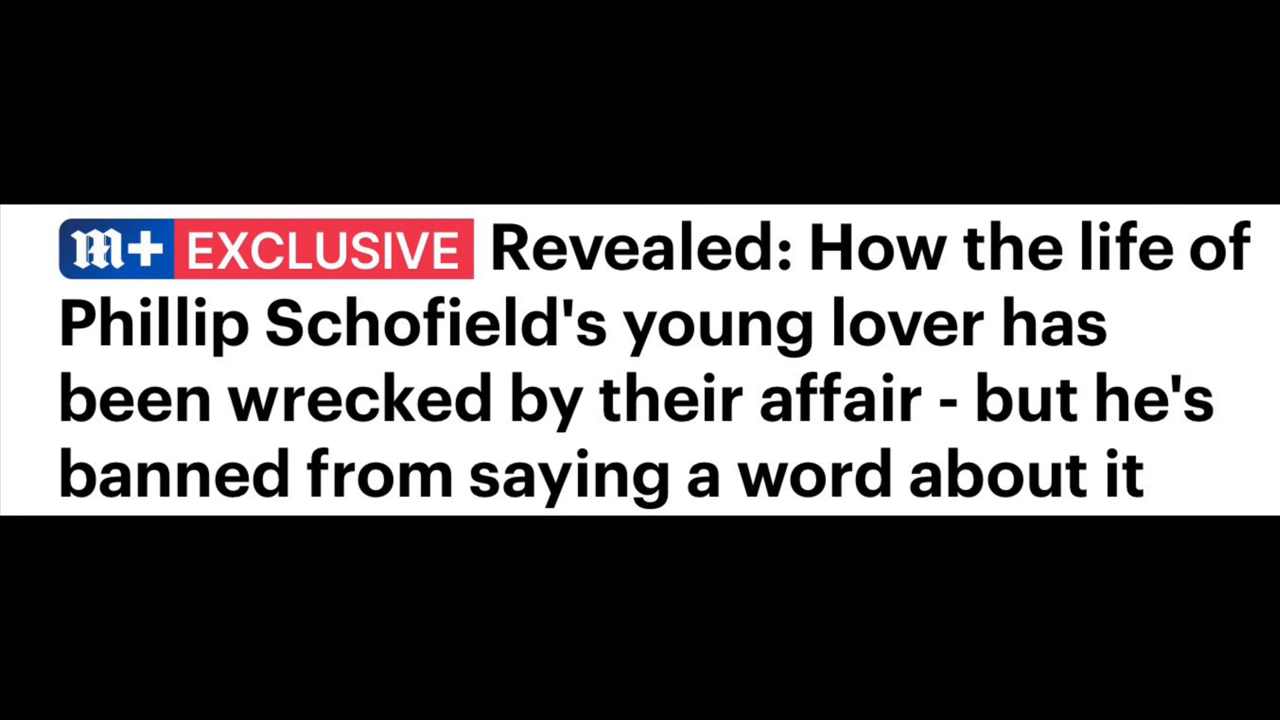 M+ EXCLUSIVE Revealed: How the life of
Phillip Schofield's young lover has
been wrecked by their affair - but he's
banned from saying a word about it